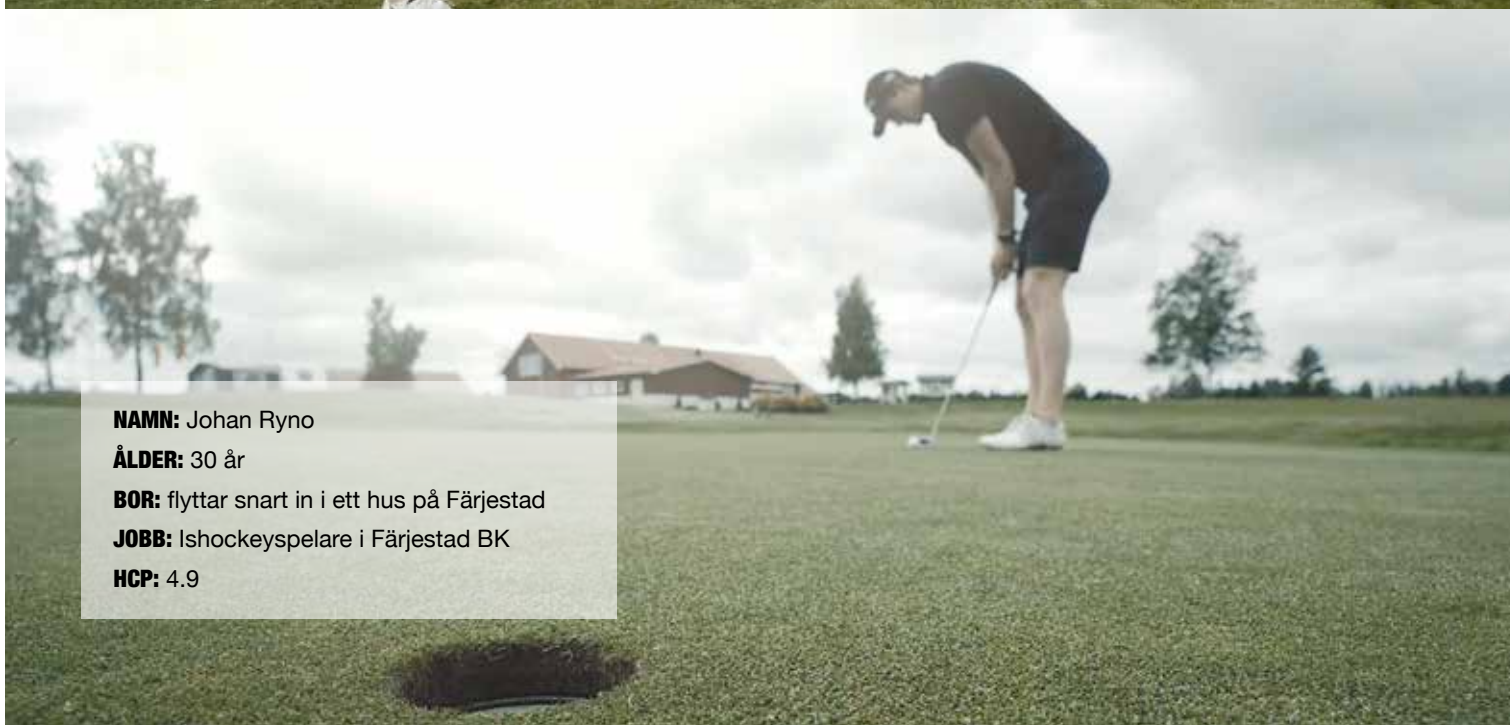 NAMN: Johan Ryno
ÅLDER: 30 år
BOR: flyttar snart in i ett hus på Färjestad
JOBB: Ishockeyspelare i Färjestad BK
HCP: 4.9